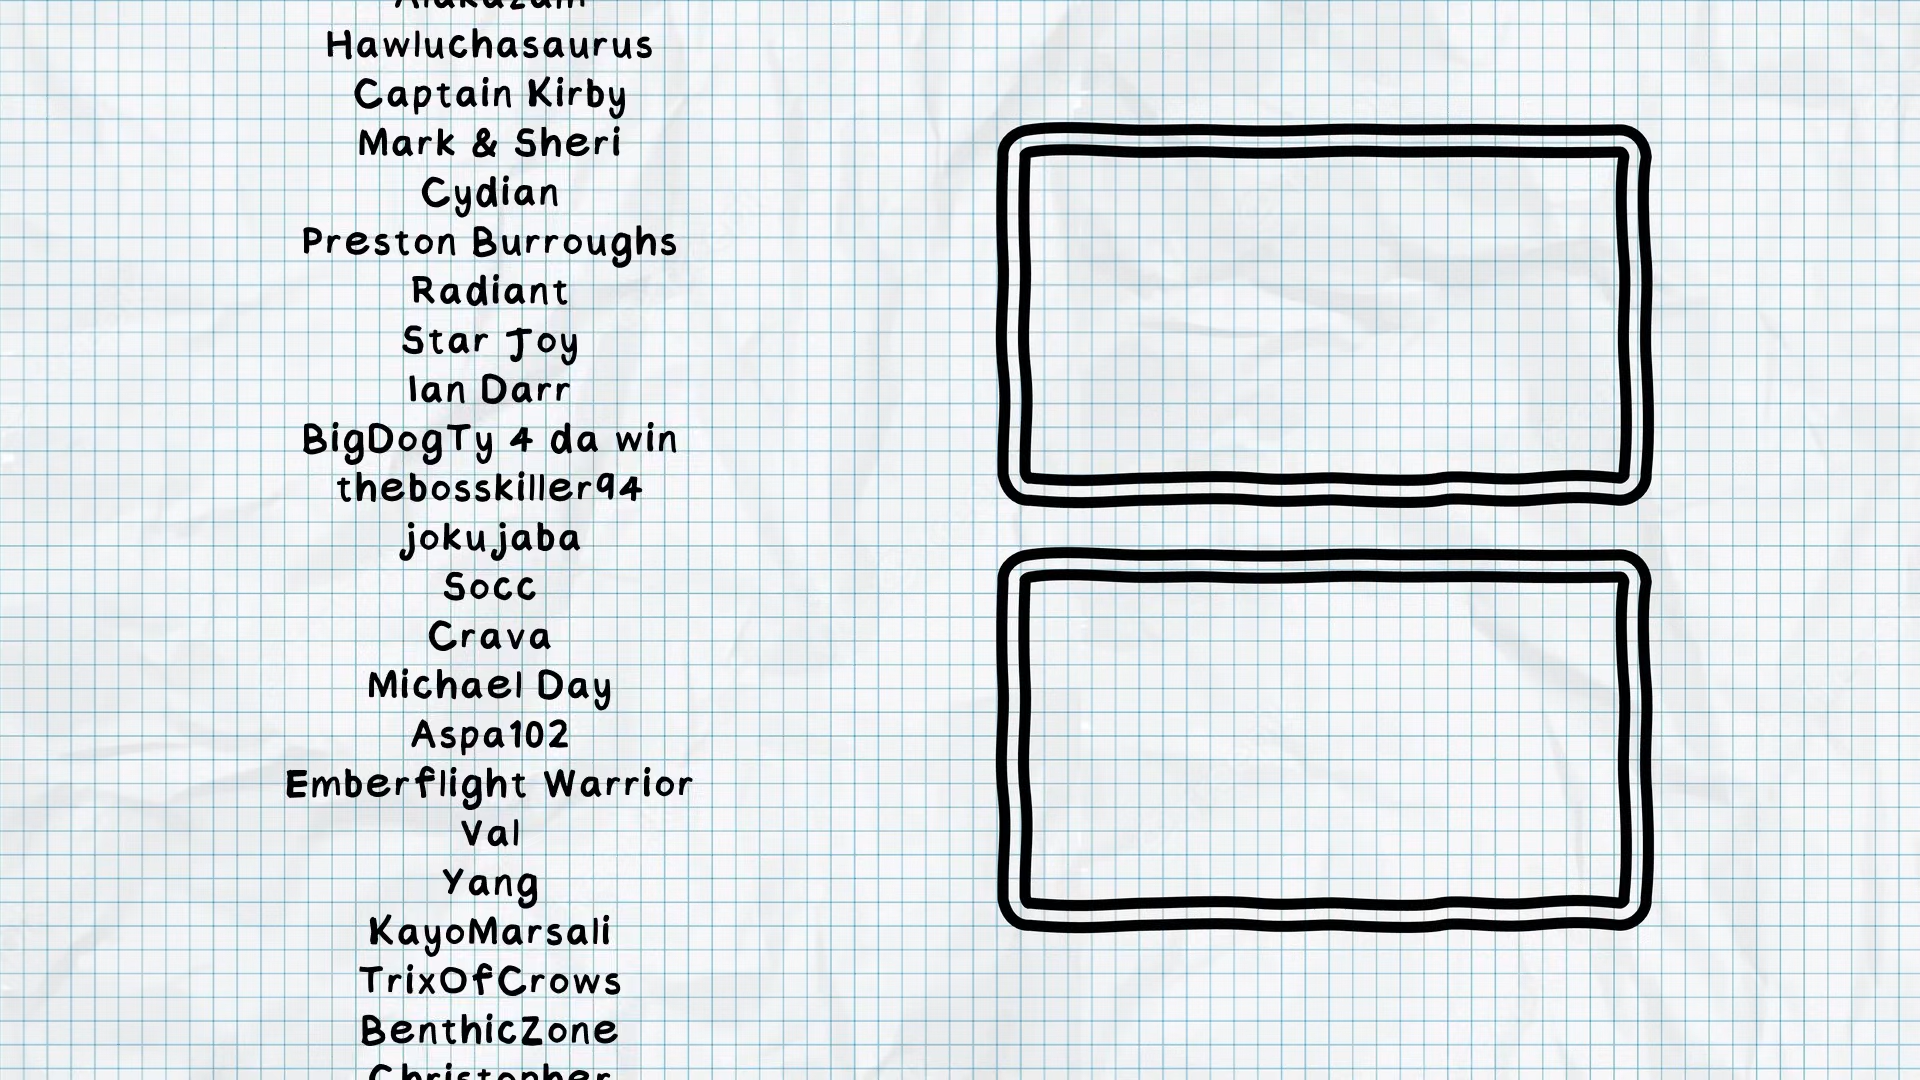 Hawluchasaurus
Captain Kirby
Mark & Sheri
Cydian
Preston Burroughs
Radiant
Star Joy
Ian Darr
BigDogTy 4 da win
thebosskiller94
jokujaba
Socc
Crava
Michael Day
Aspa102
Emberflight Warrior
Val
Yang
KayoMarsali
TrixOfCrows
BenthicZone
Christopher